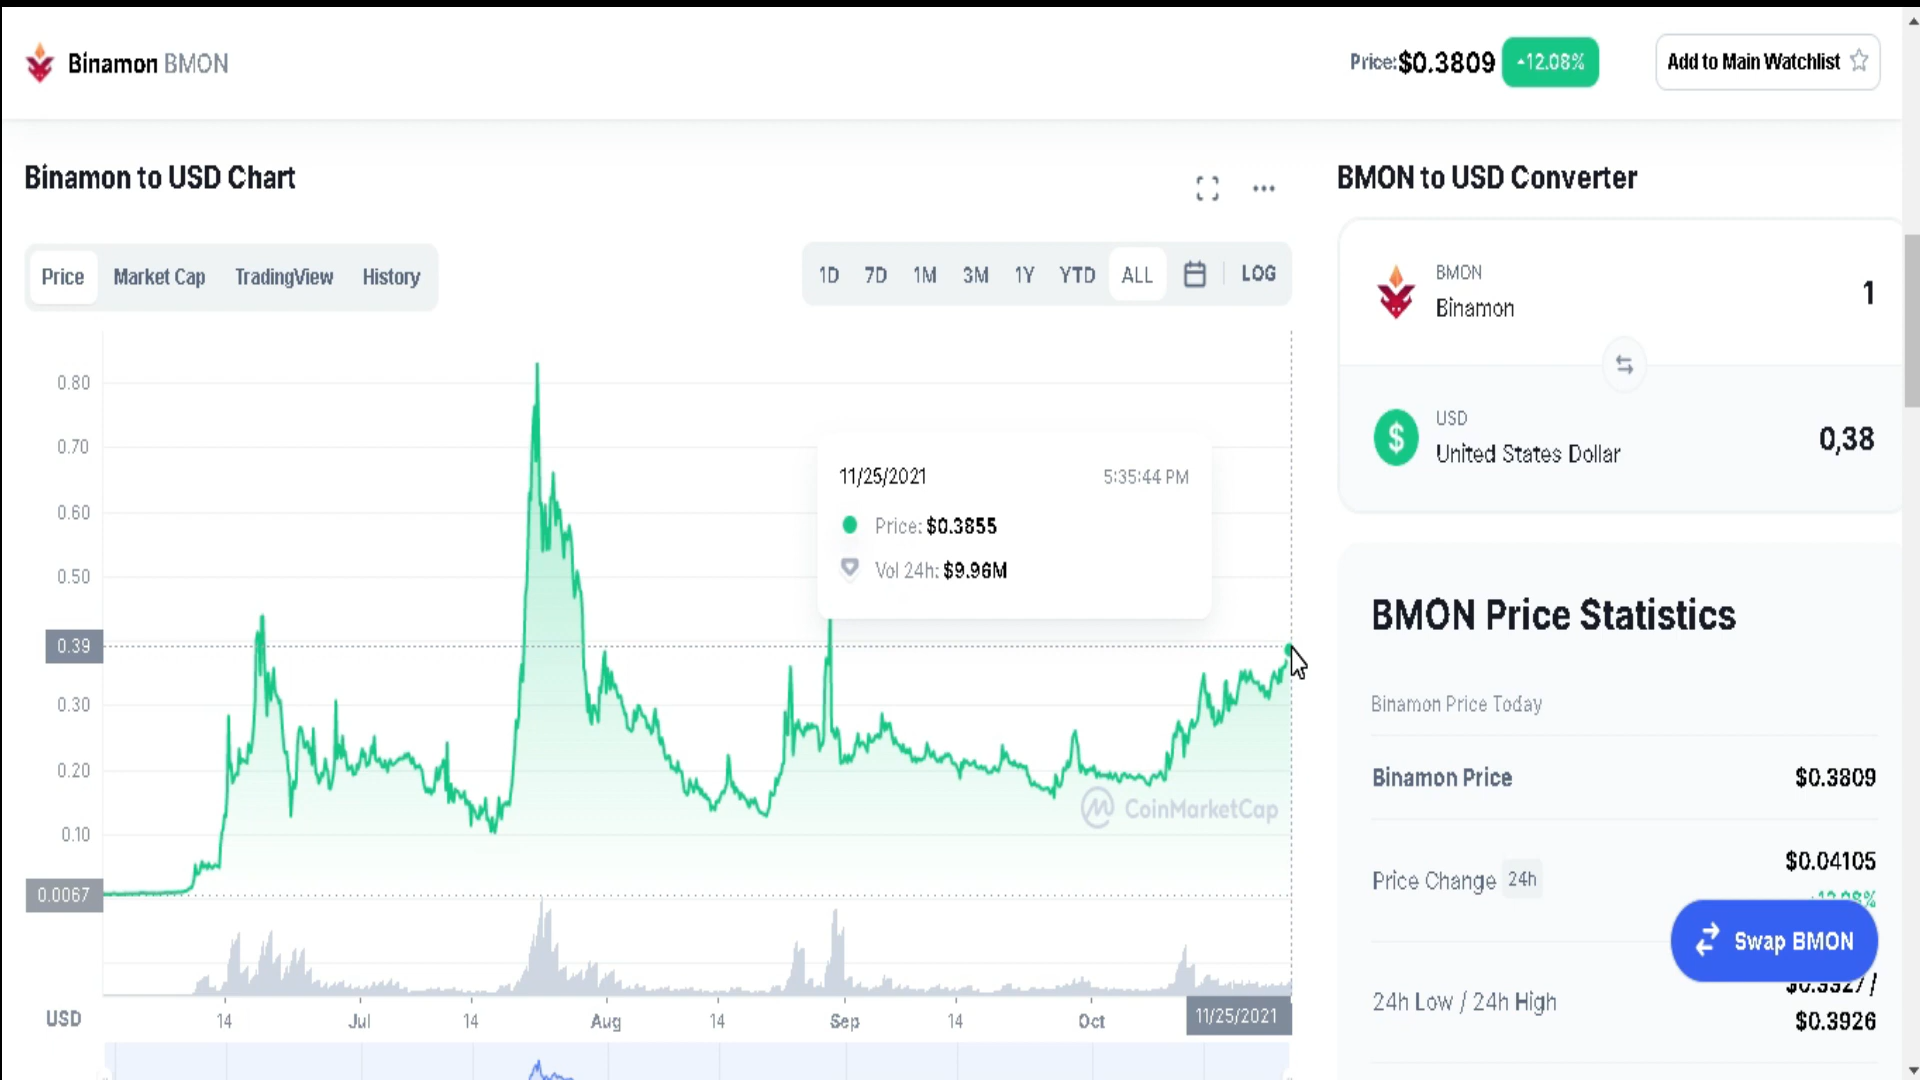 Binamon BMON
Price:$0.3809 12.08%
Add to Main Watchlist
Binamon to USD Chart
BMON to USD Converter
Price Market Cap TradingView History
1D 7D 1M 3M 1Y YTD ALL LOG
BMON
Binamon
1
USD
United States Dollar
0,38
0.80
0.70
0.60
0.50
0.39
0.30
0.20
0.10
0.0067
11/25/2021 5:35:44 PM
Price: $0.3855
Vol 24h: $9.96M
CoinMarketCap
USD
14 Jul 14 Aug 14 Sep 14 Oct 11/25/2021
BMON Price Statistics
Binamon Price Today
Binamon Price $0.3809
Price Change 24h $0.04105
Swap BMON
24h Low / 24h High
$0.3926